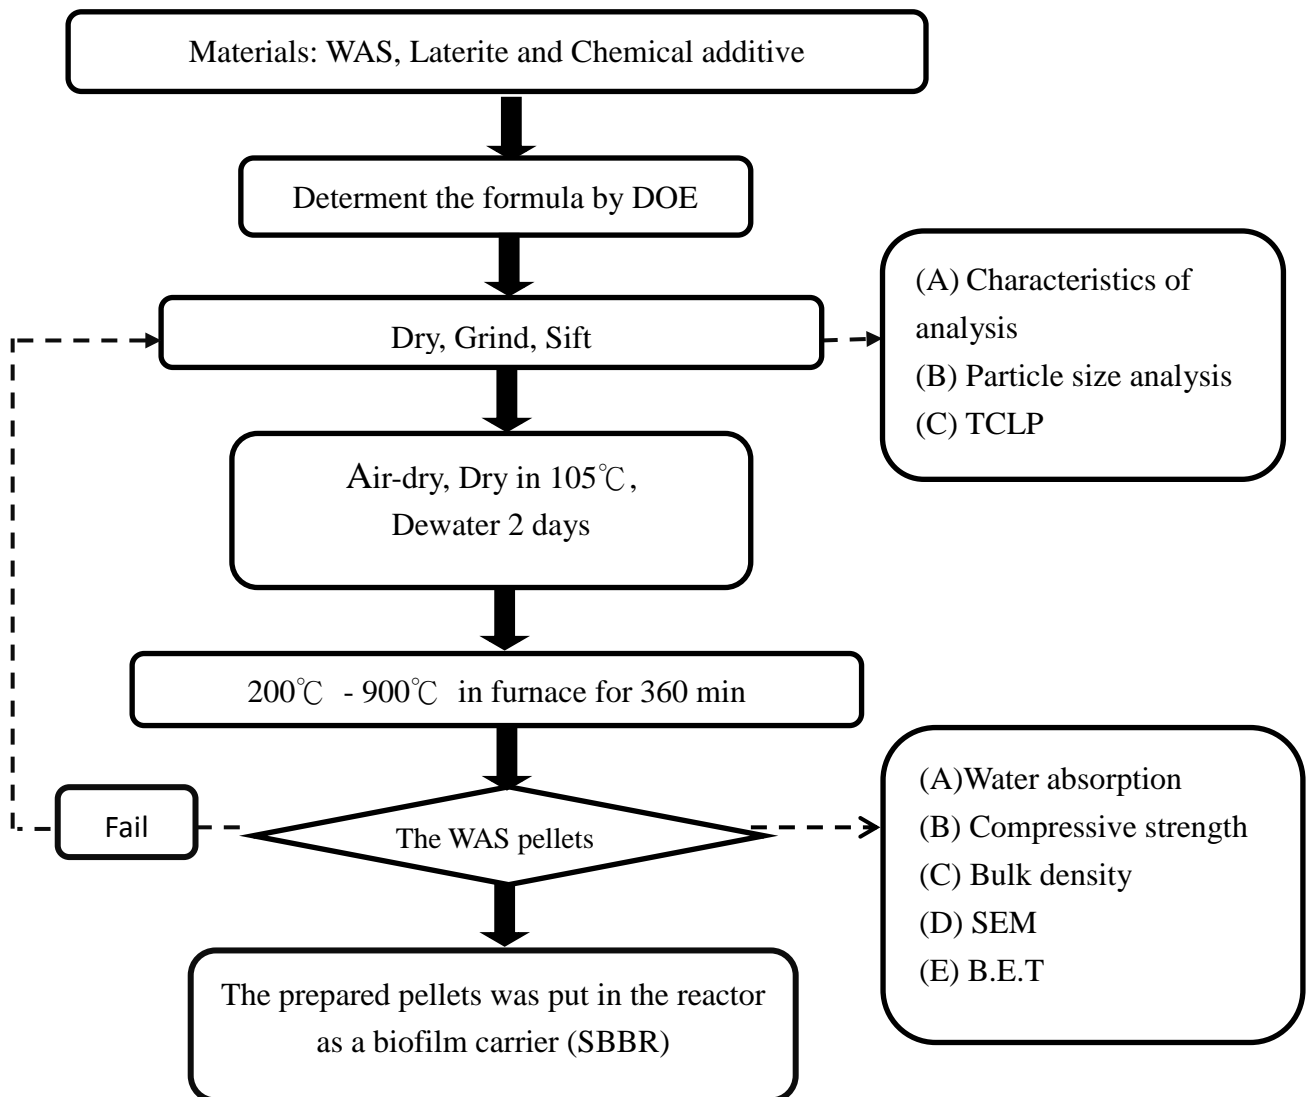 Materials: WAS, Laterite and Chemical additive
Determent the formula by DOE
Dry, Grind, Sift
(A) Characteristics of
analysis
(B) Particle size analysis
(C) TCLP
Air-dry, Dry in 105℃,
Dewater 2 days
200℃ - 900℃ in furnace for 360 min
Fail
The WAS pellets
(A)Water absorption
(B) Compressive strength
(C) Bulk density
(D) SEM
(E) B.E.T
The prepared pellets was put in the reactor
as a biofilm carrier (SBBR)